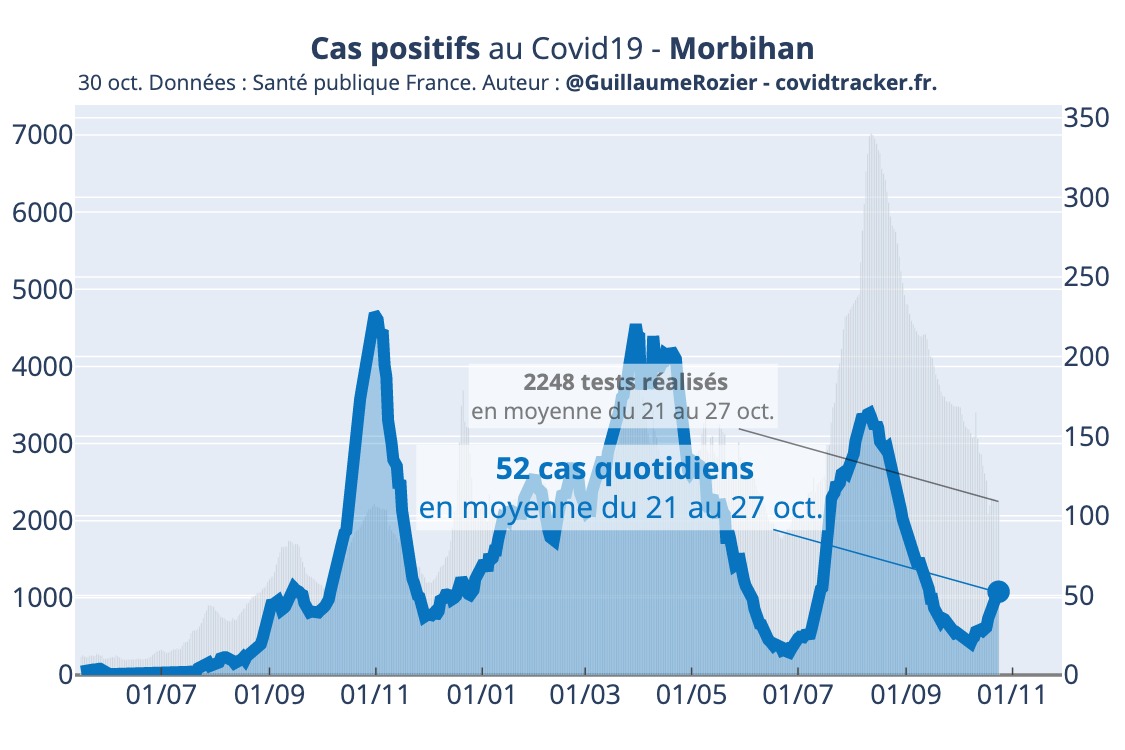 Cas positifs au Covid19 - Morbihan
30 oct. Données : Santé publique France. Auteur : @GuillaumeRozier - covidtracker.fr.
7000
6000
5000
4000
3000
2000
1000
0
350
300
250
200
150
100
50
0
2248 tests réalisés
en moyenne du 21 au 27 oct.
52 cas quotidiens
en moyenne du 21 au 27 oct.
01/07 01/09 01/11 01/01 01/03 01/05 01/07 01/09 01/11